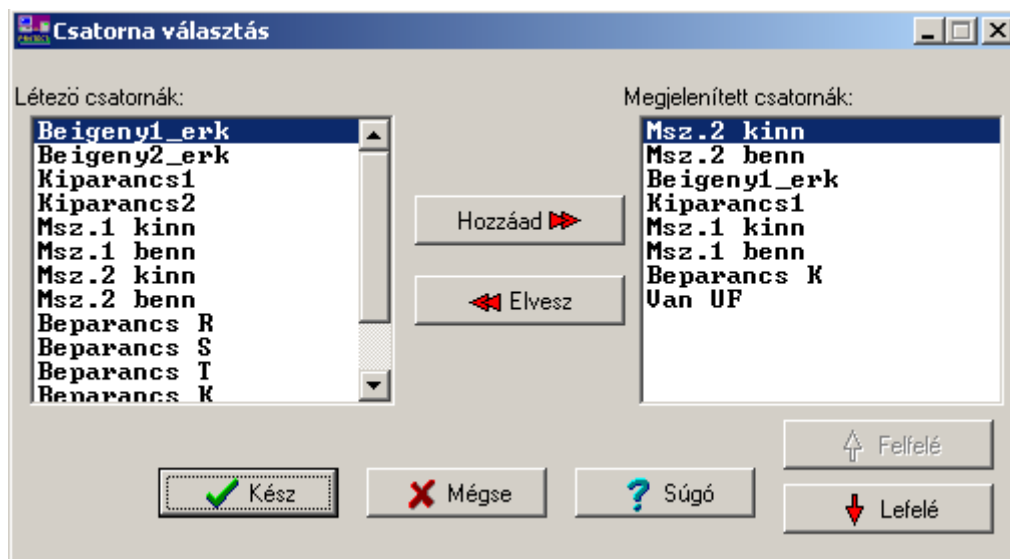 Csatorna választás
Létező csatornák:
Beigeny1_erk
Beigeny2_erk
Kiparancs1
Kiparancs2
Msz.1 kinn
Msz.1 benn
Msz.2 kinn
Msz.2 benn
Beparancs R
Beparancs S
Beparancs T
Beparancs K
Hozzáad
Elvesz
Megjelenített csatornák:
Msz.2 kinn
Msz.2 benn
Beigeny1_erk
Kiparancs1
Msz.1 kinn
Msz.1 benn
Beparancs K
Van UF
Felfelé
Lefelé
Kész
Mégse
Súgó